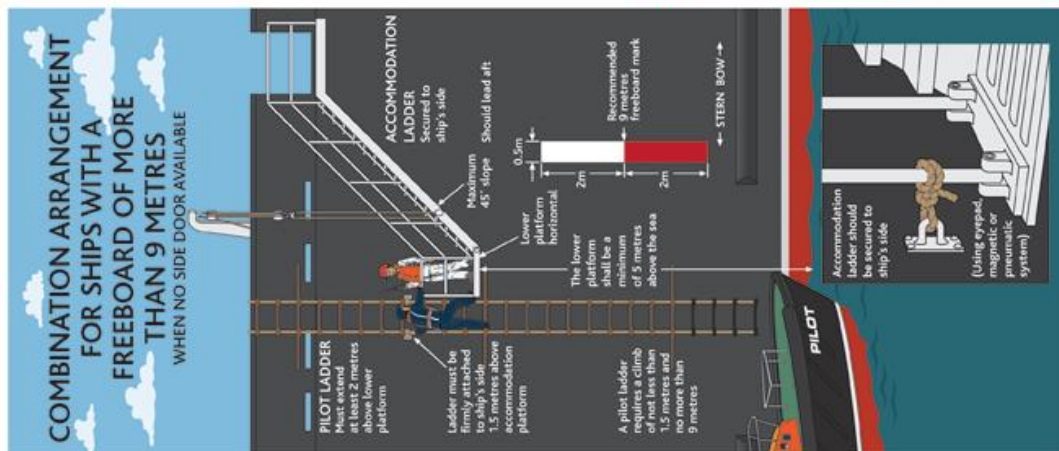 COMBINATION ARRANGEMENT
FOR SHIPS WITH A
FREEBOARD OF MORE
THAN 9 METRES
WHEN NO SIDE DOOR AVAILABLE
PILOT LADDER
Must extend
at least 2 metres
above lower
platform
Ladder must be
firmly attached
to ship's side
1.5 metres above
accommodation
platform
A pilot ladder
requires a climb
of not less than
1.5 metres and
no more than
9 metres
ACCOMMODATION
LADDER
Secured to
ship's side
Should lead aft
Maximum
45° slope
Lower
platform
horizontal
The lower
platform
shall be a
minimum
of 5 metres
above the sea
0.5m
2m
2m
Recommended
9 metres
freeboard mark
STERN BOW
PILOT
Accommodation
ladder should
be secured to
ship's side
(Using eyepad,
magnetic or
pneumatic
system)